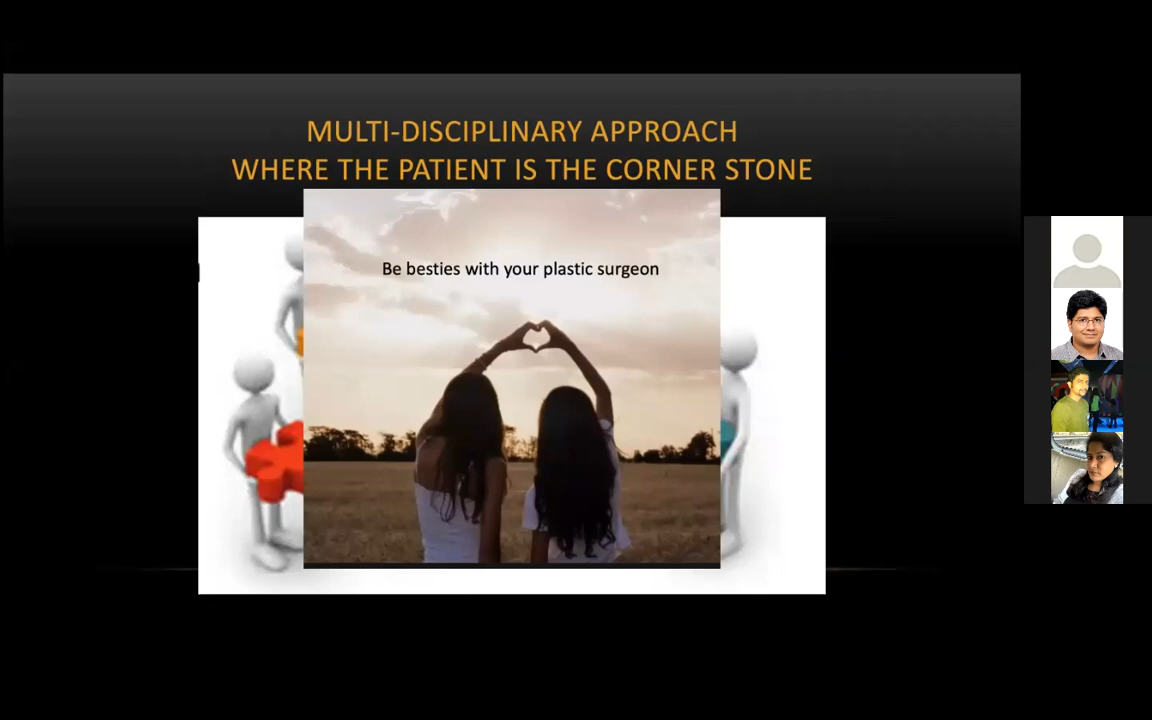 MULTI-DISCIPLINARY APPROACH
WHERE THE PATIENT IS THE CORNER STONE
Be besties with your plastic surgeon